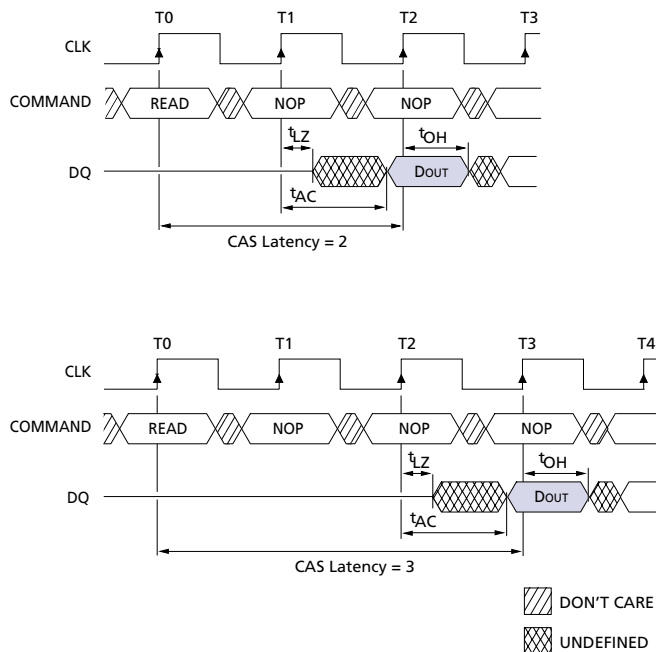 T0 T1 T2 T3
CLK
COMMAND READ NOP NOP
tLZ tOH
DQ DOUT
tAC
CAS Latency = 2
T0 T1 T2 T3 T4
CLK
COMMAND READ NOP NOP NOP
tLZ tOH
DQ DOUT
tAC
CAS Latency = 3
DON'T CARE
UNDEFINED